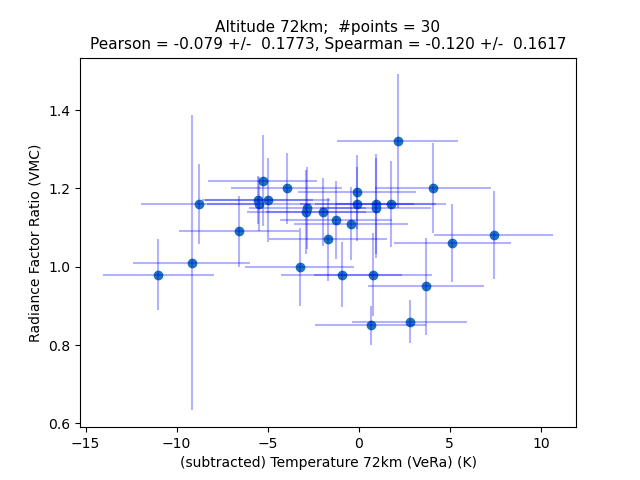 Altitude 72km;  #points = 30
Pearson = -0.079 +/-  0.1773, Spearman = -0.120 +/-  0.1617
Radiance Factor Ratio (VMC)
1.4
1.2
1.0
0.8
0.6
−15 −10 −5 0 5 10
(subtracted) Temperature 72km (VeRa) (K)